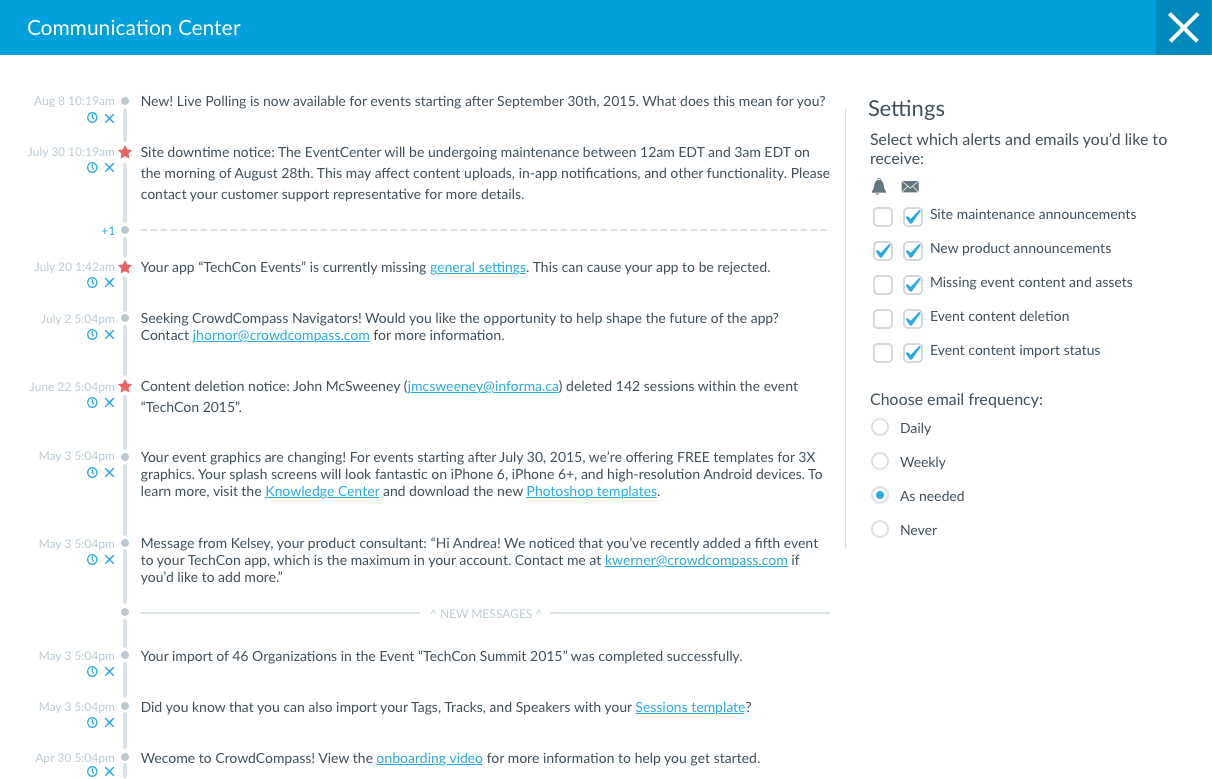 Communication Center
Aug 8 10:19am
New! Live Polling is now available for events starting after September 30th, 2015. What does this mean for you?
July 30 10:19am
Site downtime notice: The EventCenter will be undergoing maintenance between 12am EDT and 3am EDT on
the morning of August 28th. This may affect content uploads, in-app notifications, and other functionality. Please
contact your customer support representative for more details.
+1
July 20 1:42am
Your app “TechCon Events” is currently missing general settings. This can cause your app to be rejected.
July 2 5:04pm
Seeking CrowdCompass Navigators! Would you like the opportunity to help shape the future of the app?
Contact jhornor@crowdcompass.com for more information.
June 22 5:04pm
Content deletion notice: John McSweeney (jmcsweeney@informa.ca) deleted 142 sessions within the event
“TechCon 2015”.
May 3 5:04pm
Your event graphics are changing! For events starting after July 30, 2015, we’re offering FREE templates for 3X
graphics. Your splash screens will look fantastic on iPhone 6, iPhone 6+, and high-resolution Android devices. To
learn more, visit the Knowledge Center and download the new Photoshop templates.
May 3 5:04pm
Message from Kelsey, your product consultant: “Hi Andrea! We noticed that you’ve recently added a fifth event
to your TechCon app, which is the maximum in your account. Contact me at kwerner@crowdcompass.com if
you’d like to add more.”
^ NEW MESSAGES ^
May 3 5:04pm
Your import of 46 Organizations in the Event “TechCon Summit 2015” was completed successfully.
May 3 5:04pm
Did you know that you can also import your Tags, Tracks, and Speakers with your Sessions template?
Apr 30 5:04pm
Wecome to CrowdCompass! View the onboarding video for more information to help you get started.
Settings
Select which alerts and emails you’d like to
receive:
Site maintenance announcements
New product announcements
Missing event content and assets
Event content deletion
Event content import status
Choose email frequency:
Daily
Weekly
As needed
Never